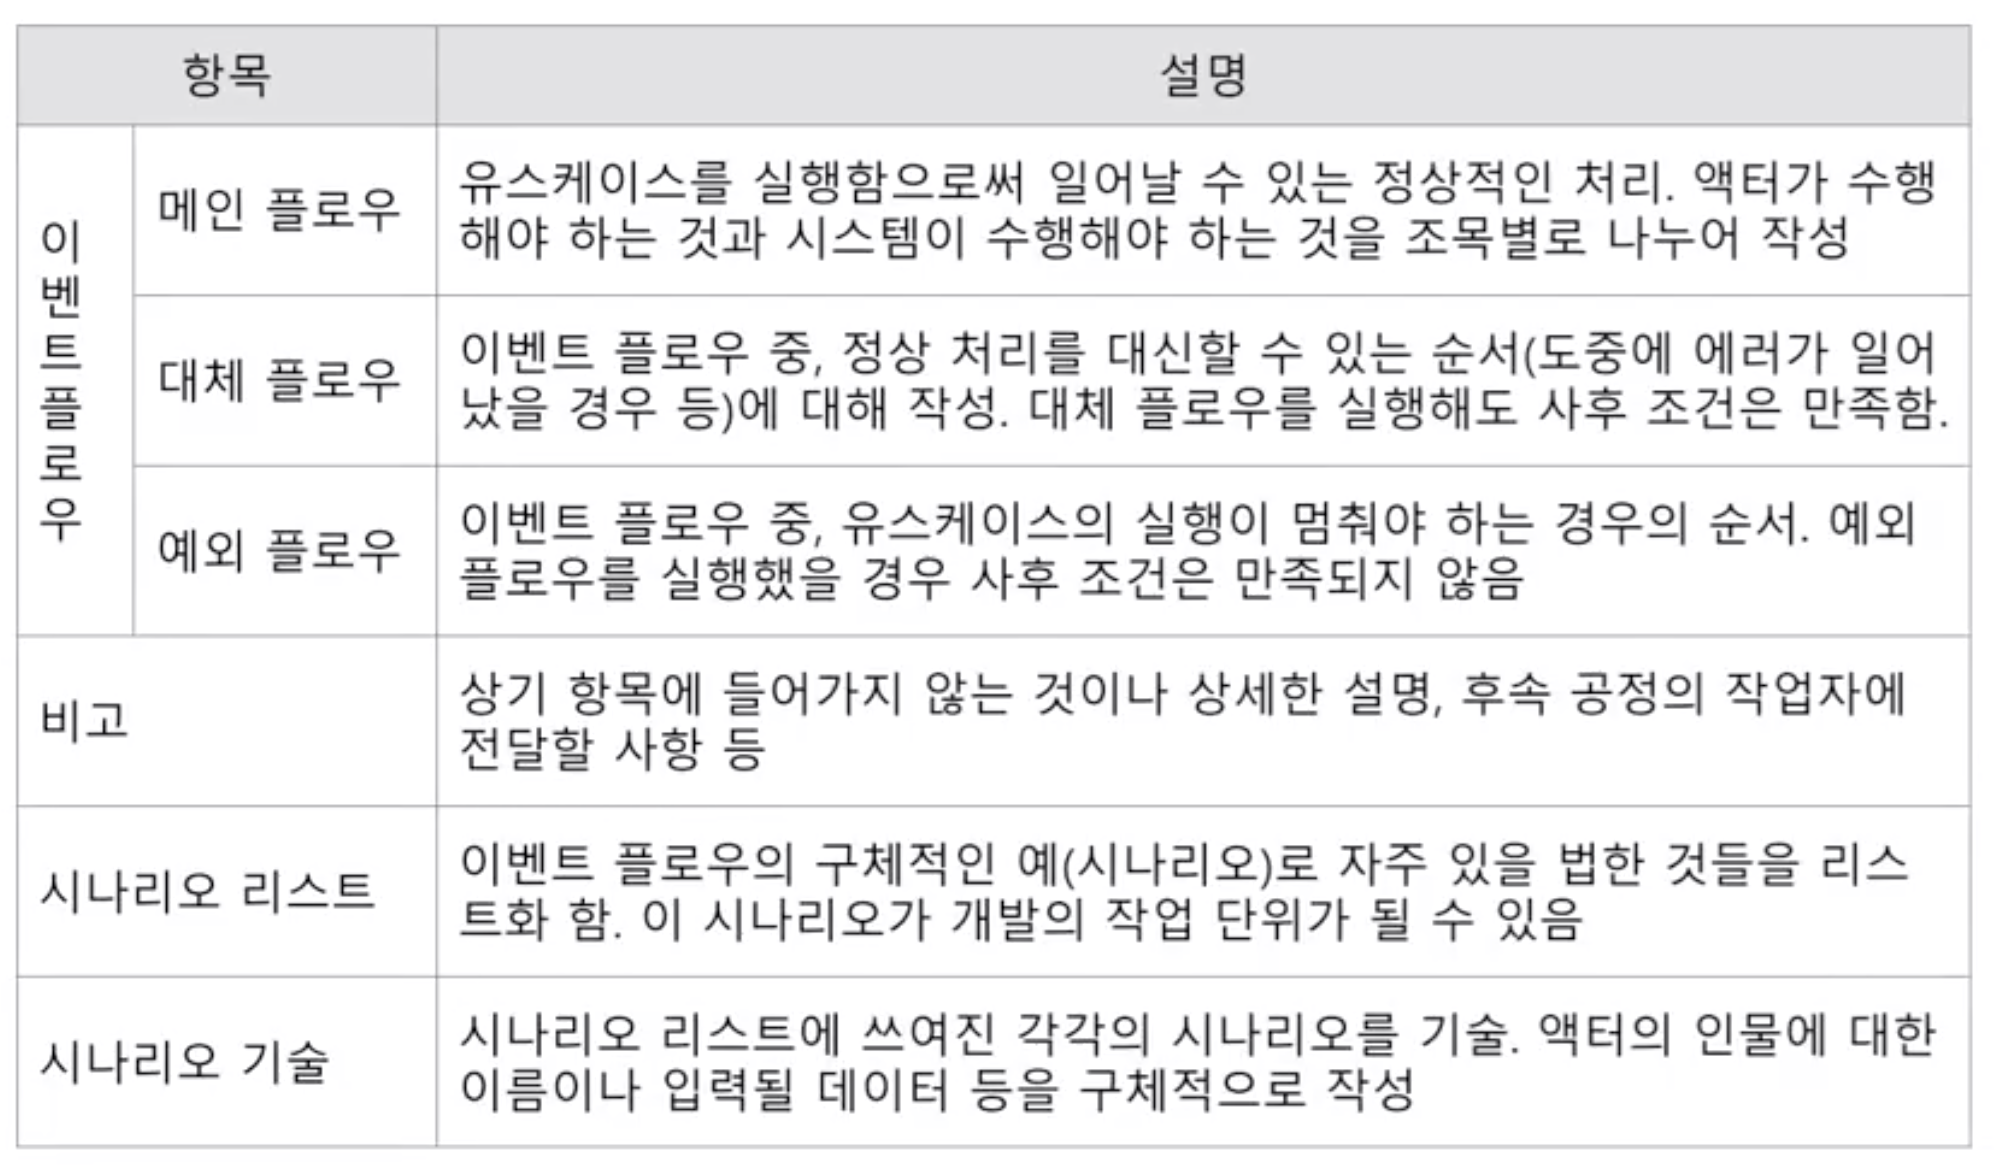 항목
설명
이
벤
트
플
로
우
메인 플로우
유스케이스를 실행함으로써 일어날 수 있는 정상적인 처리. 액터가 수행
해야 하는 것과 시스템이 수행해야 하는 것을 조목별로 나누어 작성
대체 플로우
이벤트 플로우 중, 정상 처리를 대신할 수 있는 순서(도중에 에러가 일어
났을 경우 등)에 대해 작성. 대체 플로우를 실행해도 사후 조건은 만족함.
예외 플로우
이벤트 플로우 중, 유스케이스의 실행이 멈춰야 하는 경우의 순서. 예외
플로우를 실행했을 경우 사후 조건은 만족되지 않음
비고
상기 항목에 들어가지 않는 것이나 상세한 설명, 후속 공정의 작업자에
전달할 사항 등
시나리오 리스트
이벤트 플로우의 구체적인 예(시나리오)로 자주 있을 법한 것들을 리스
트화 함. 이 시나리오가 개발의 작업 단위가 될 수 있음
시나리오 기술
시나리오 리스트에 쓰여진 각각의 시나리오를 기술. 액터의 인물에 대한
이름이나 입력될 데이터 등을 구체적으로 작성